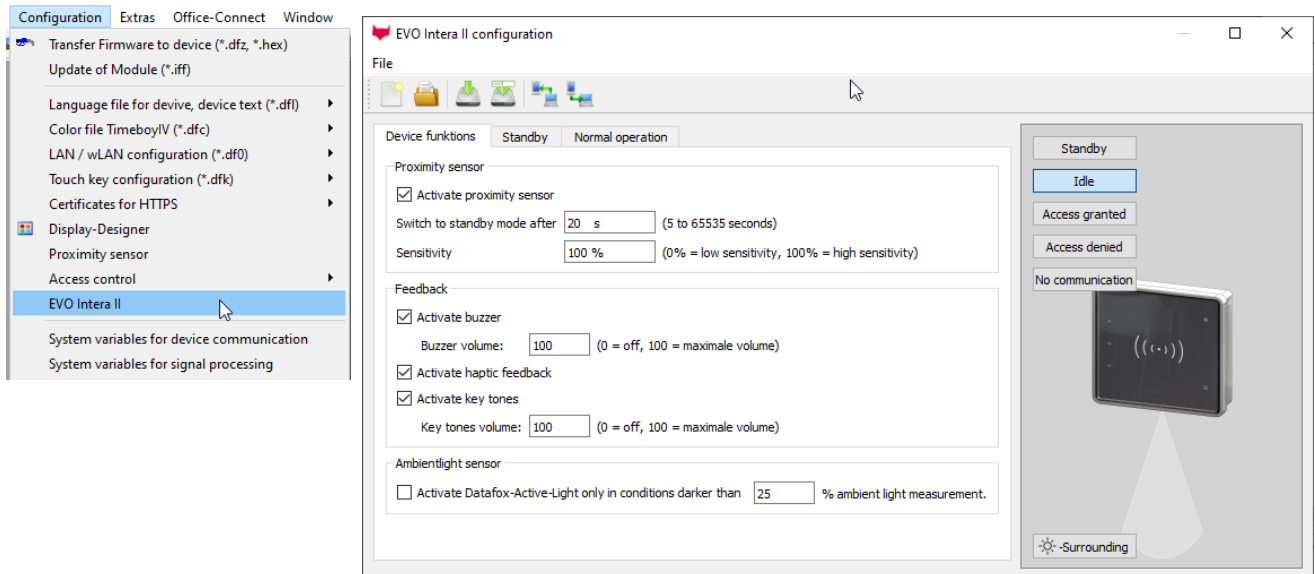 Configuration Extras Office-Connect Window
Transfer Firmware to device (*.dfz, *.hex)
Update of Module (*.iff)
Language file for devive, device text (*.dfl)
Color file TimeboyIV (*.dfc)
LAN / wLAN configuration (*.df0)
Touch key configuration (*.dfk)
Certificates for HTTPS
Display-Designer
Proximity sensor
Access control
EVO Intera II
System variables for device communication
System variables for signal processing
EVO Intera II configuration
File
Device funktions Standby Normal operation
Proximity sensor
Activate proximity sensor
Switch to standby mode after 20 s (5 to 65535 seconds)
Sensitivity 100 % (0% = low sensitivity, 100% = high sensitivity)
Feedback
Activate buzzer
Buzzer volume: 100 (0 = off, 100 = maximale volume)
Activate haptic feedback
Activate key tones
Key tones volume: 100 (0 = off, 100 = maximale volume)
Ambientlight sensor
Activate Datafox-Active-Light only in conditions darker than 25 % ambient light measurement.
Standby
Idle
Access granted
Access denied
No communication
-Surrounding